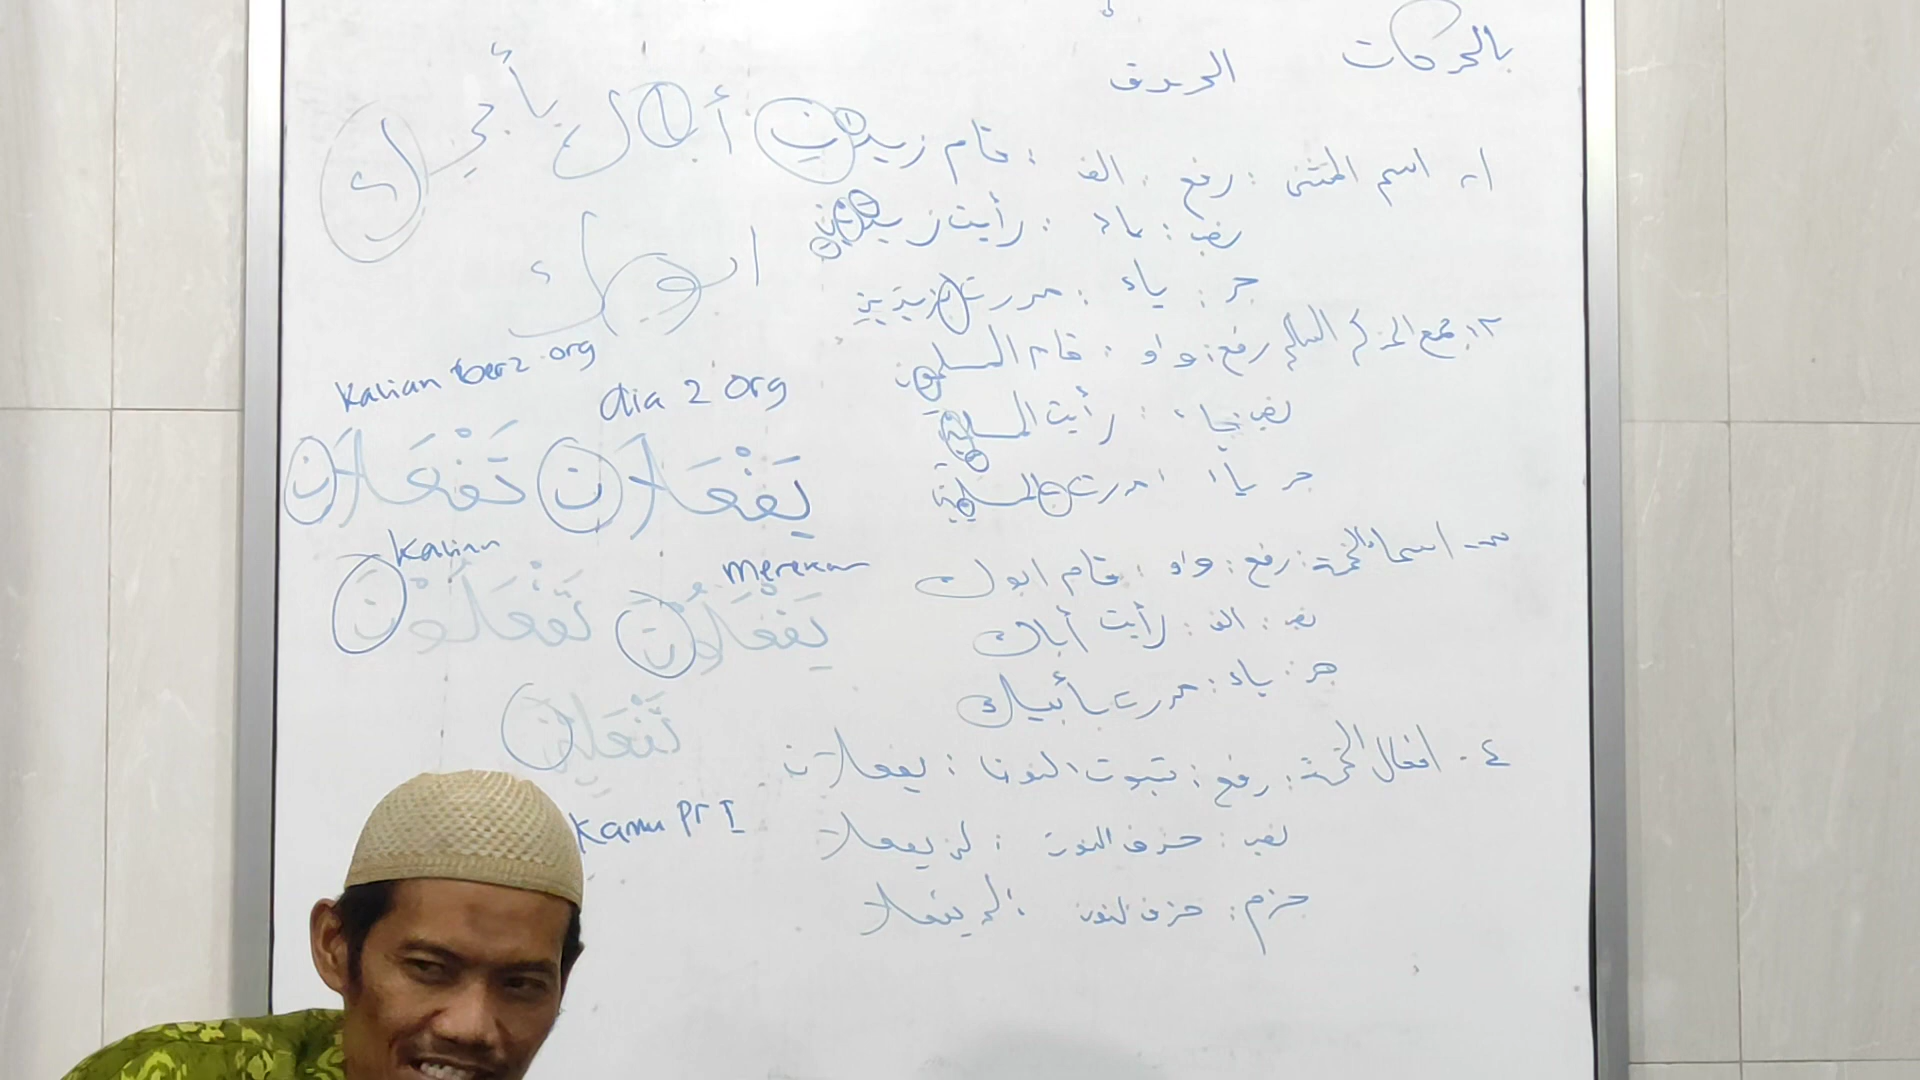 بالحركات الحروف
١- اسم المثنى : رفع : الف : قام زيدان
نصب : ياء : رأيت زيدين
جر : ياء : مررت بزيدين
٢- جمع المذكر السالم رفع : واو : قام المسلمون
نصب : ياء : رأيت المسلمين
جر ياء مررت بالمسلمين
٣- اسماء الخمسة : رفع : واو : قام ابوك
نصب : الف : رأيت أباك
جر : ياء : مررت بأبيك
٤- افعال الخمسة : رفع : ثبوت النون : يفعلان
نصب : حذف النون : لن يفعلا
جزم : حذف النون : لم يفعلا
أباك بأبيك
ابوك
Kalian ber2 org
dia 2 org
يَفْعَلَانِ تَفْعَلَانِ
Kalian
mereka
يَفْعَلُوْنَ تَفْعَلُوْنَ
تَفْعَلِيْنَ
Kamu pr I